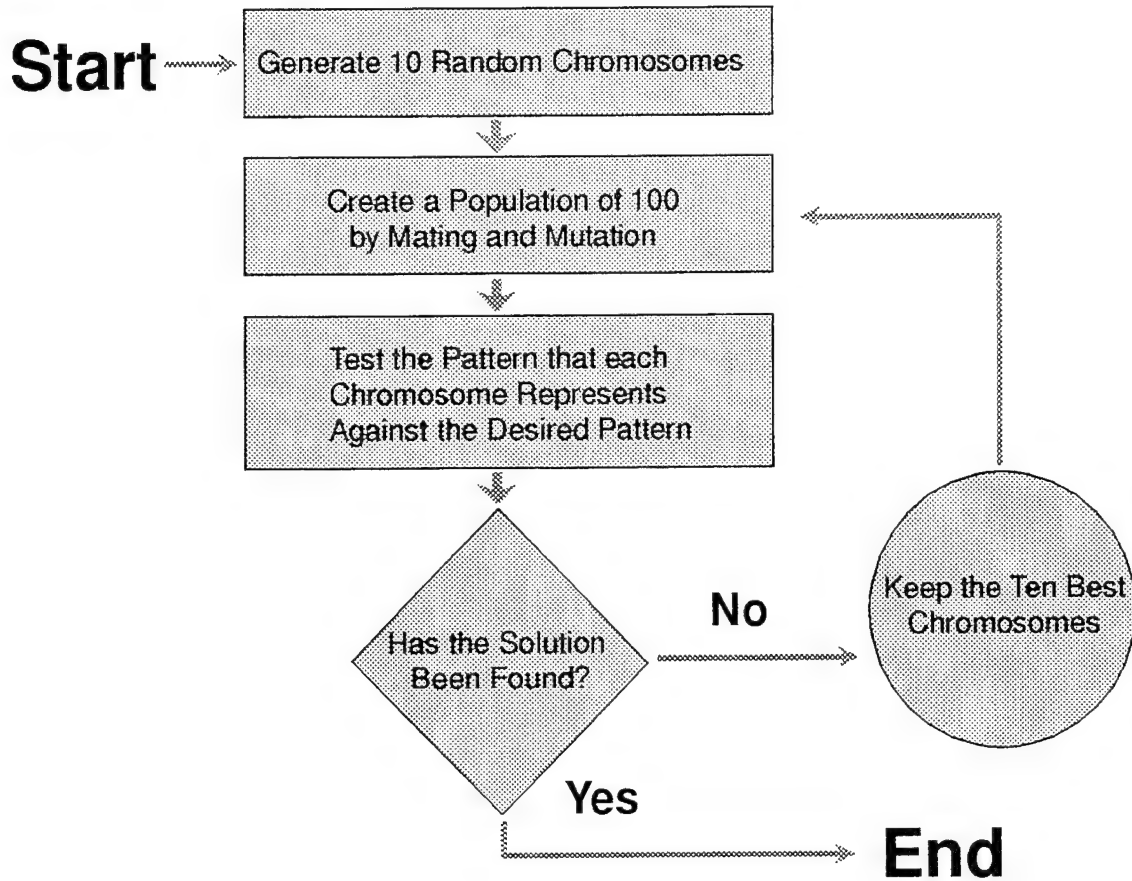 Start
Generate 10 Random Chromosomes
Create a Population of 100
by Mating and Mutation
Test the Pattern that each
Chromosome Represents
Against the Desired Pattern
Has the Solution
Been Found?
No
Keep the Ten Best
Chromosomes
Yes
End